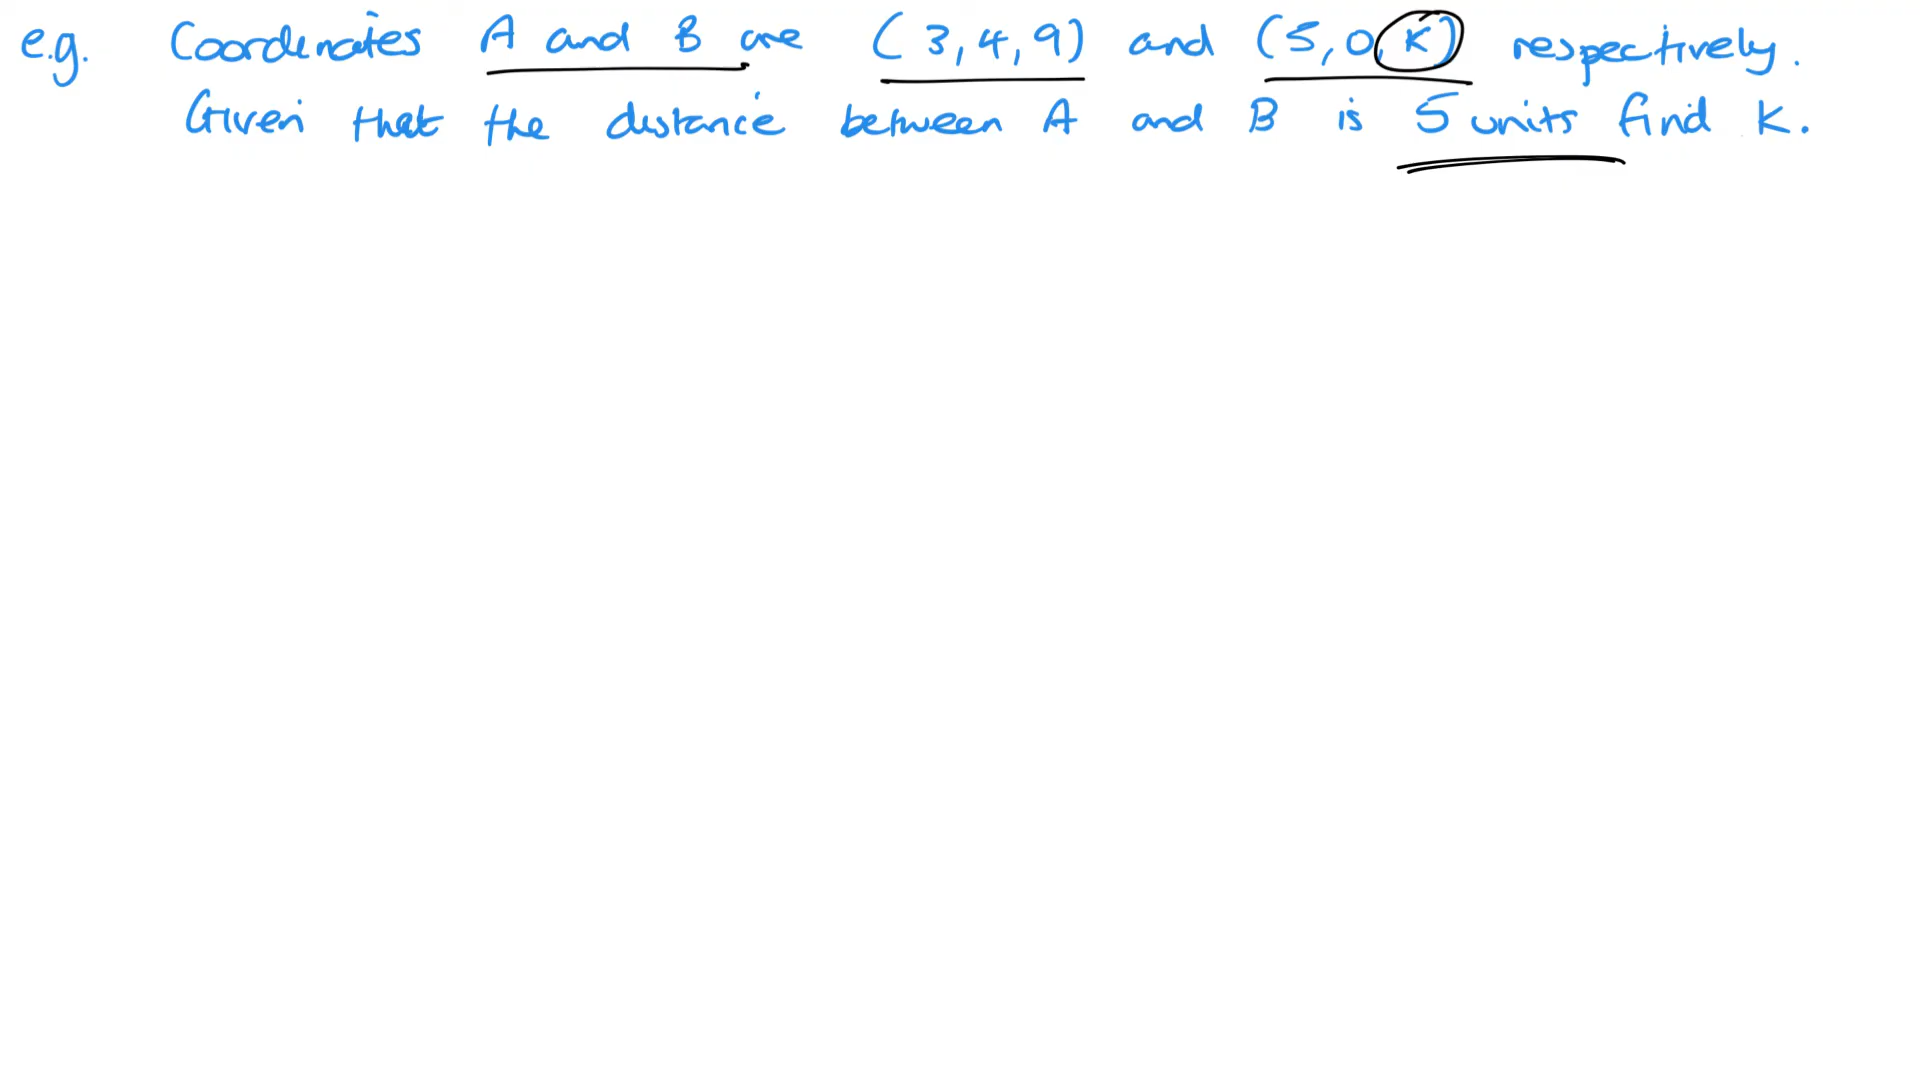 e.g. Coordinates A and B are (3,4,9) and (5,0,K) respectively.
Given that the distance between A and B is 5 units find K.